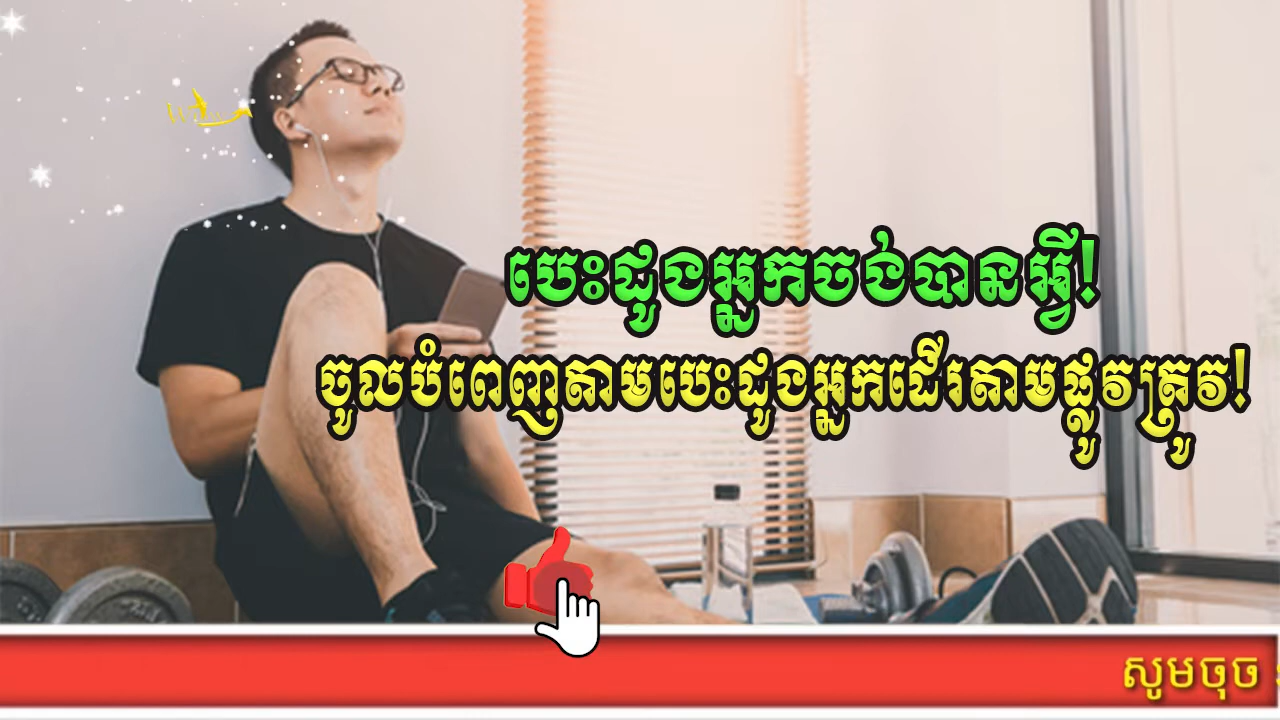 បេះដូងអ្នកចង់បានអ្វី!
ចូលបំពេញតាមបេះដូងអ្នកដើរតាមផ្លូវត្រូវ!
សូមចុច